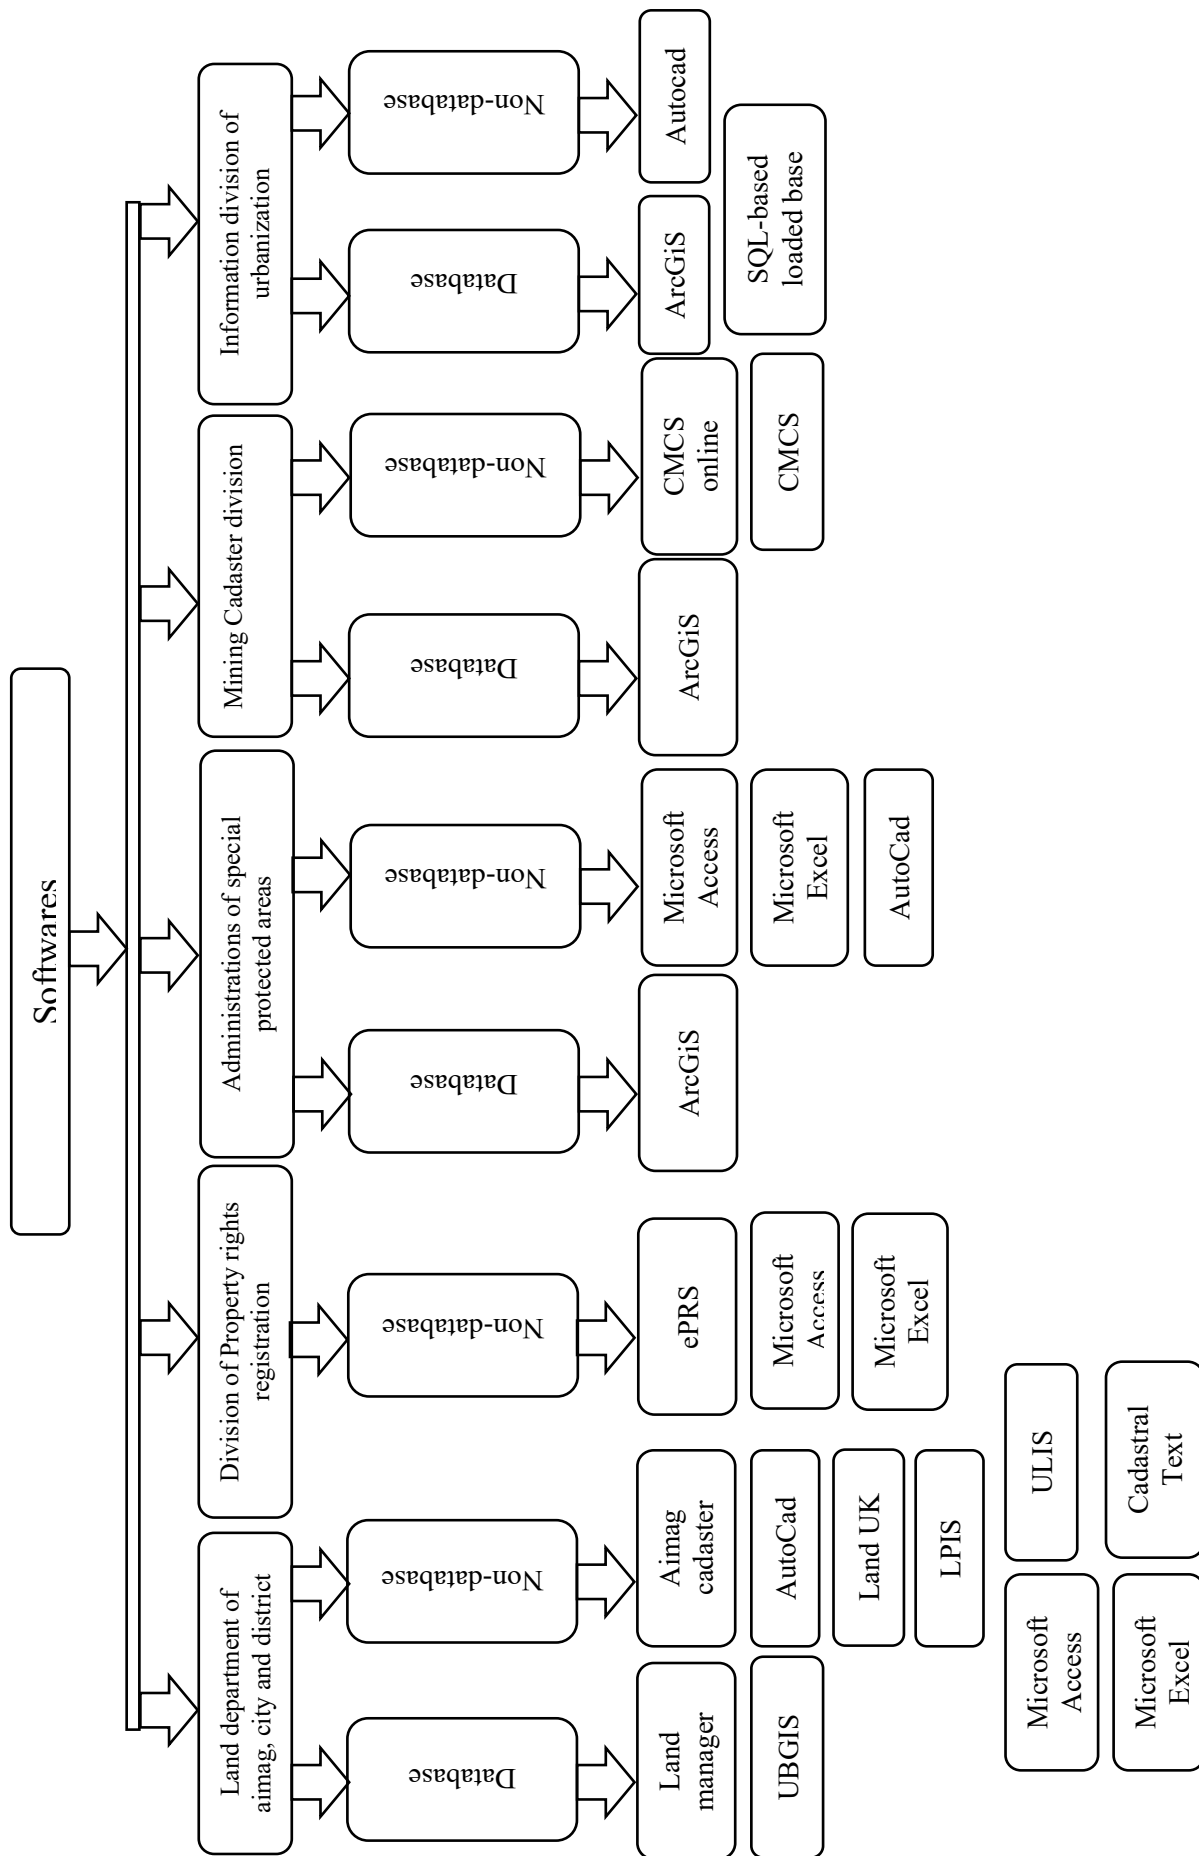 Softwares
Land department of
aimag, city and district
Division of Property rights
registration
Administrations of special
protected areas
Mining Cadaster division
Information division of
urbanization
Database
Non-database
Non-database
Database
Non-database
Database
Non-database
Database
Non-database
Land
manager
UBGIS
Aimag
cadaster
AutoCad
Land UK
LPIS
Microsoft
Access
Microsoft
Excel
ULIS
Cadastral
Text
ePRS
Microsoft
Access
Microsoft
Excel
ArcGiS
Microsoft
Access
Microsoft
Excel
AutoCad
ArcGiS
CMCS
online
CMCS
ArcGiS
Autocad
SQL-based
loaded base